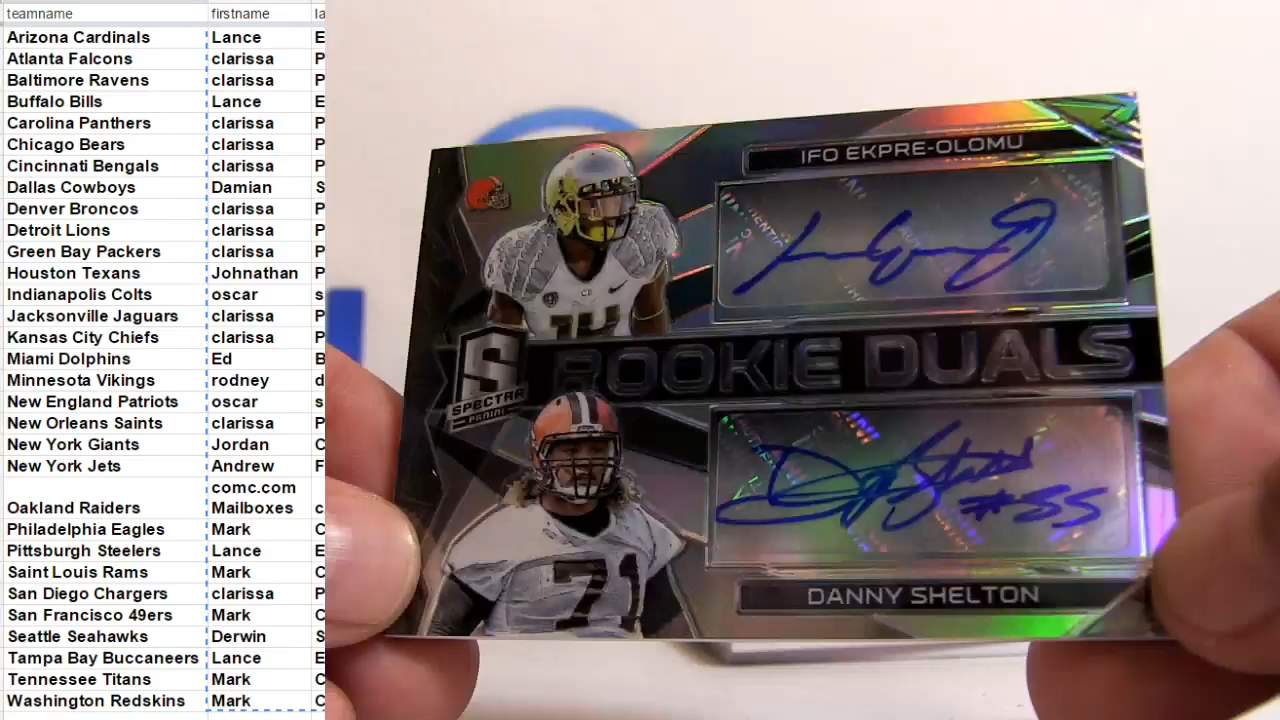 teamname firstname la
Arizona Cardinals Lance E
Atlanta Falcons clarissa P
Baltimore Ravens clarissa P
Buffalo Bills Lance E
Carolina Panthers clarissa P
Chicago Bears clarissa P
Cincinnati Bengals clarissa P
Dallas Cowboys Damian S
Denver Broncos clarissa P
Detroit Lions clarissa P
Green Bay Packers clarissa P
Houston Texans Johnathan P
Indianapolis Colts oscar s
Jacksonville Jaguars clarissa P
Kansas City Chiefs clarissa P
Miami Dolphins Ed B
Minnesota Vikings rodney d
New England Patriots oscar s
New Orleans Saints clarissa P
New York Giants Jordan C
New York Jets Andrew F
comc.com
Oakland Raiders Mailboxes c
Philadelphia Eagles Mark C
Pittsburgh Steelers Lance E
Saint Louis Rams Mark C
San Diego Chargers clarissa P
San Francisco 49ers Mark C
Seattle Seahawks Derwin S
Tampa Bay Buccaneers Lance E
Tennessee Titans Mark C
Washington Redskins Mark C
IFO EKPRE-OLOMU
14
S
SPECTRA
PANINI
ROOKIE DUALS
#55
71
DANNY SHELTON